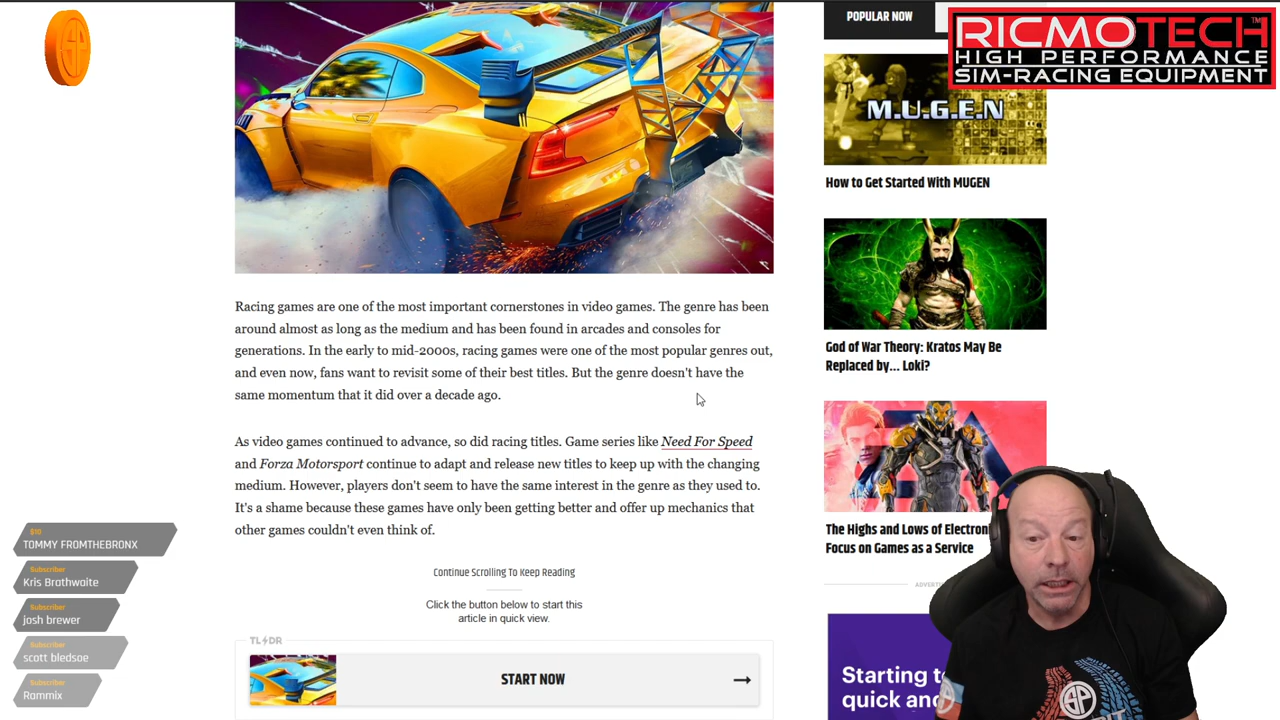 POPULAR NOW
RICMOTECH™
HIGH PERFORMANCE
SIM-RACING EQUIPMENT
M.U.G.E.N
How to Get Started With MUGEN
God of War Theory: Kratos May Be
Replaced by... Loki?
The Highs and Lows of Electroni
Focus on Games as a Service
Starting t
quick and
Racing games are one of the most important cornerstones in video games. The genre has been
around almost as long as the medium and has been found in arcades and consoles for
generations. In the early to mid-2000s, racing games were one of the most popular genres out,
and even now, fans want to revisit some of their best titles. But the genre doesn't have the
same momentum that it did over a decade ago.
As video games continued to advance, so did racing titles. Game series like Need For Speed
and Forza Motorsport continue to adapt and release new titles to keep up with the changing
medium. However, players don't seem to have the same interest in the genre as they used to.
It's a shame because these games have only been getting better and offer up mechanics that
other games couldn't even think of.
Continue Scrolling To Keep Reading
Click the button below to start this
article in quick view.
TL DR
START NOW
$10
TOMMY FROMTHEBRONX
Subscriber
Kris Brathwaite
Subscriber
josh brewer
Subscriber
scott bledsoe
Subscriber
Rammix